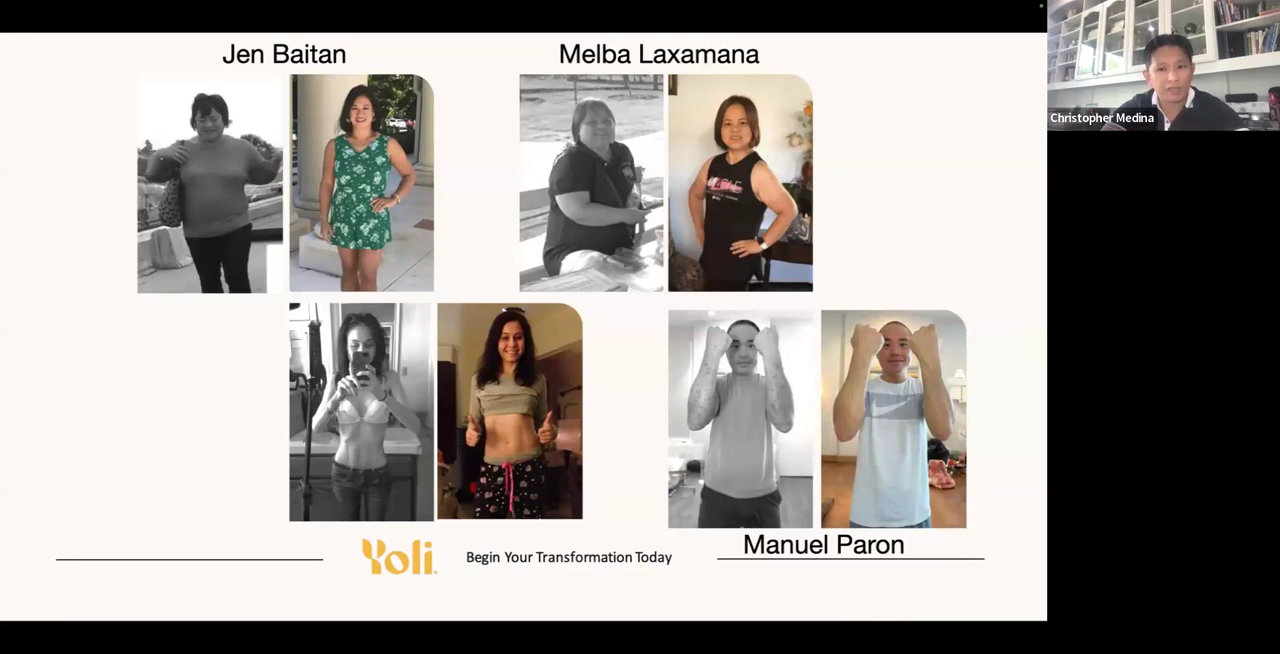 Jen Baitan
Melba Laxamana
Christopher Medina
Manuel Paron
Yoli.
Begin Your Transformation Today